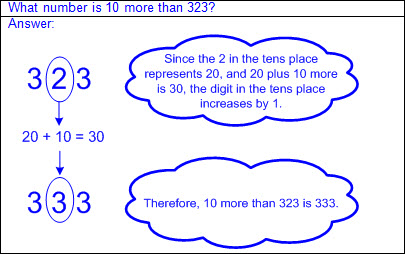 What number is 10 more than 323?
Answer:
323
Since the 2 in the tens place
represents 20, and 20 plus 10 more
is 30, the digit in the tens place
increases by 1.
20 + 10 = 30
333
Therefore, 10 more than 323 is 333.